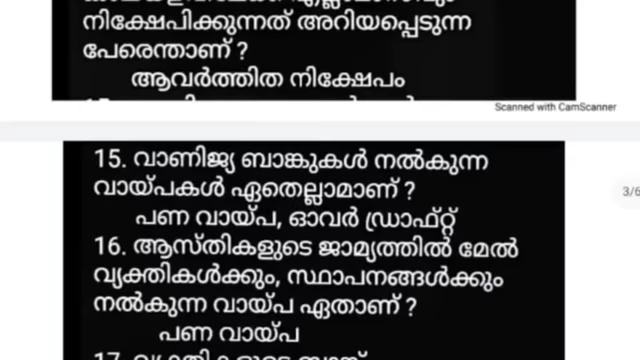 നിക്ഷേപിക്കുന്നത് അറിയപ്പെടുന്ന
പേരെന്താണ് ?
ആവർത്തിത നിക്ഷേപം
Scanned with CamScanner
15. വാണിജ്യ ബാങ്കുകൾ നൽകുന്ന
വായ്പകൾ ഏതെല്ലാമാണ് ?
3/6
പണ വായ്പ, ഓവർ ഡ്രാഫ്റ്റ്
16. ആസ്തികളുടെ ജാമ്യത്തിൽ മേൽ
വ്യക്തികൾക്കും, സ്ഥാപനങ്ങൾക്കും
നൽകുന്ന വായ്പ ഏതാണ് ?
പണ വായ്പ